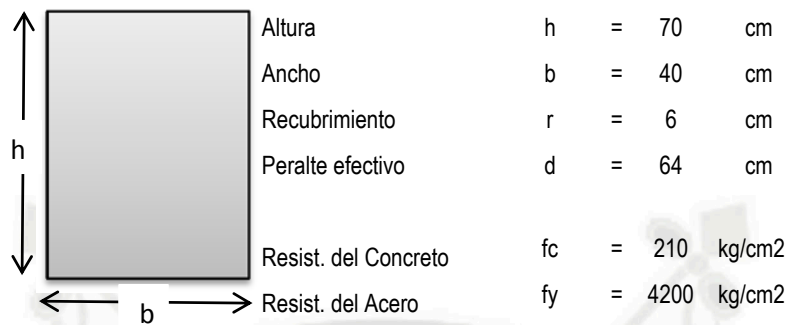 Altura h = 70 cm
Ancho b = 40 cm
Recubrimiento r = 6 cm
h
Peralte efectivo d = 64 cm
Resist. del Concreto fc = 210 kg/cm2
Resist. del Acero fy = 4200 kg/cm2
b